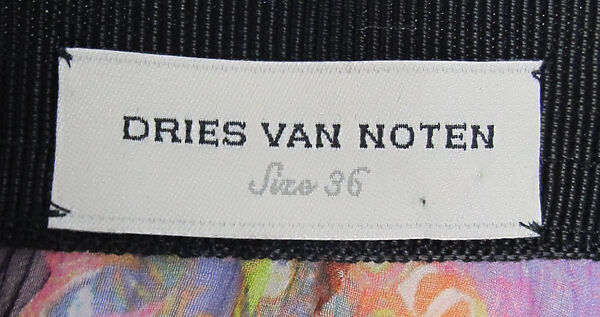 DRIES VAN NOTEN
Size 36